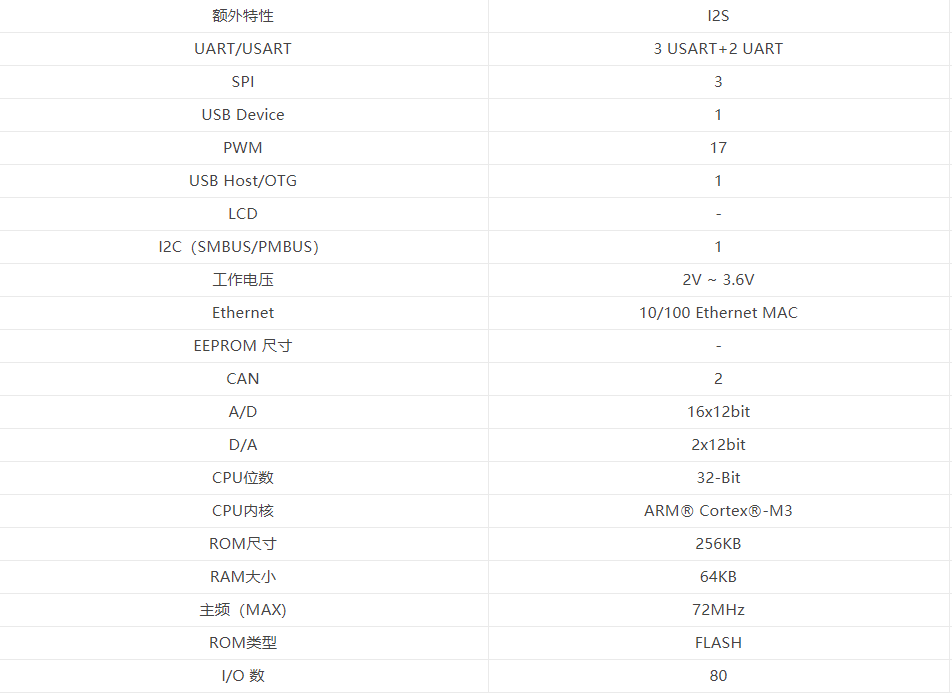 额外特性 I2S
UART/USART 3 USART+2 UART
SPI 3
USB Device 1
PWM 17
USB Host/OTG 1
LCD -
I2C（SMBUS/PMBUS） 1
工作电压 2V ~ 3.6V
Ethernet 10/100 Ethernet MAC
EEPROM 尺寸 -
CAN 2
A/D 16x12bit
D/A 2x12bit
CPU位数 32-Bit
CPU内核 ARM® Cortex®-M3
ROM尺寸 256KB
RAM大小 64KB
主频（MAX) 72MHz
ROM类型 FLASH
I/O 数 80